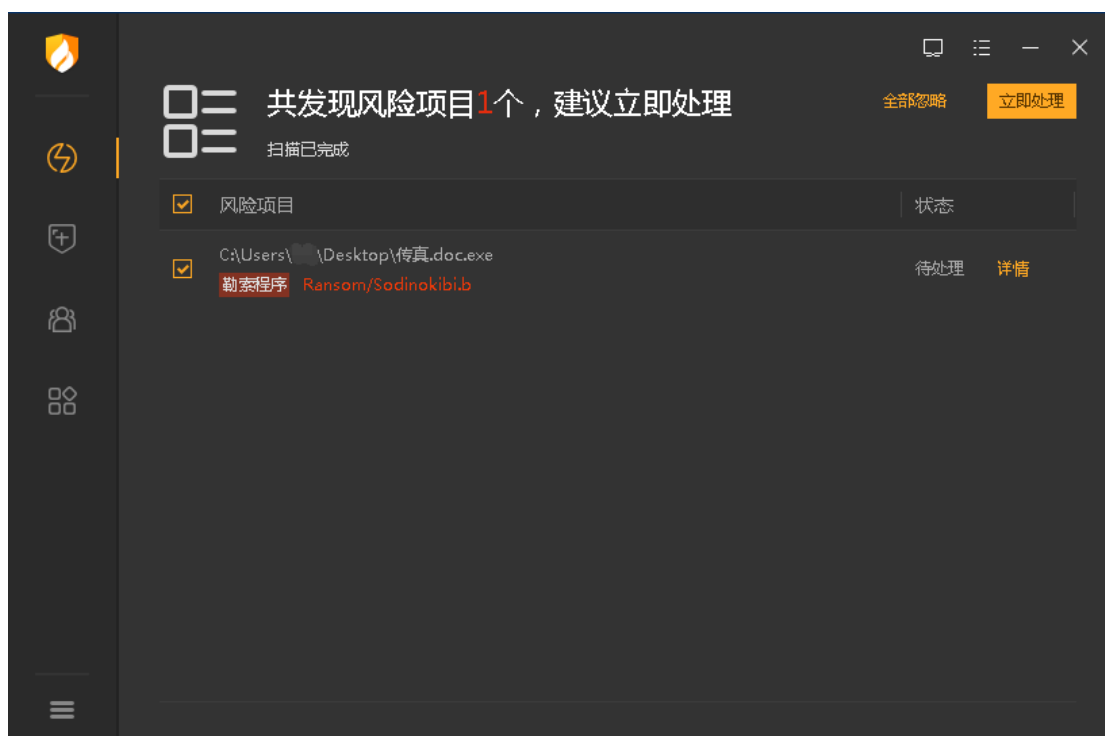 共发现风险项目1个，建议立即处理
全部忽略
立即处理
扫描已完成
风险项目
状态
C:\Users\ \Desktop\传真.doc.exe
待处理
详情
勒索程序 Ransom/Sodinokibi.b